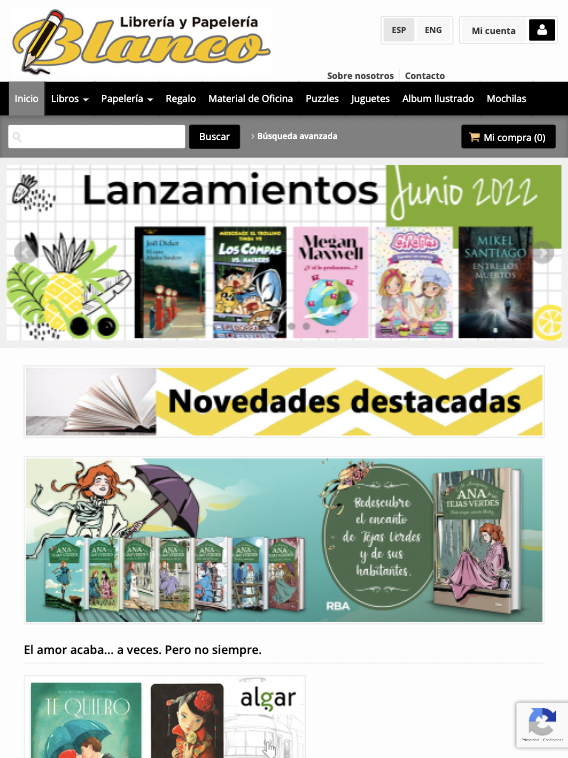 Librería y Papelería
Blanco
ESP
ENG
Mi cuenta
Sobre nosotros
Contacto
Inicio
Libros
Papelería
Regalo
Material de Oficina
Puzzles
Juguetes
Album Ilustrado
Mochilas
Buscar
› Búsqueda avanzada
Mi compra (0)
Lanzamientos
Junio 2022
Joël Dicker
El caso
Alaska Sanders
LOS COMPAS
VS. HACKERS
Megan
Maxwell
¿Y si lo probamos...?
MIKEL
SANTIAGO
ENTRE LOS
MUERTOS
Novedades destacadas
ANA
DE LAS TEJAS VERDES
Redescubre
el encanto
de Tejas Verdes
y de sus
habitantes.
ANA
TEJAS VERDES
RBA
El amor acaba... a veces. Pero no siempre.
TE QUIERO
algar